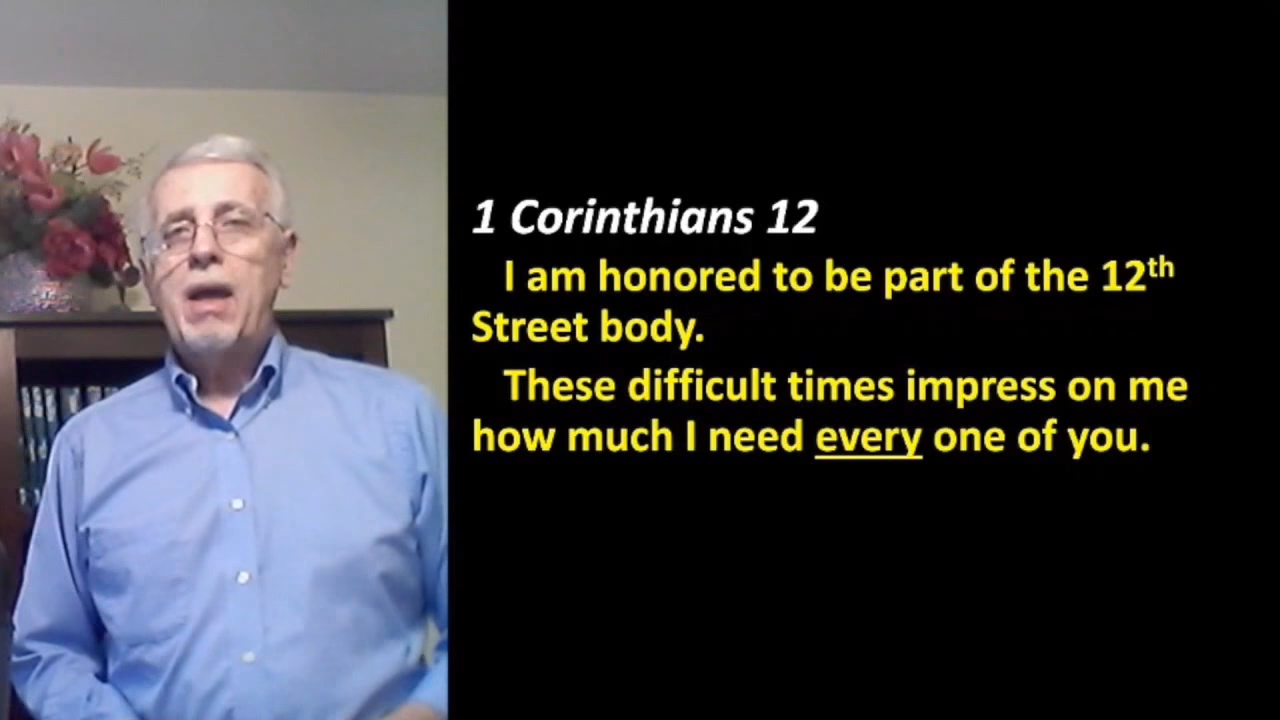 1 Corinthians 12
I am honored to be part of the 12th
Street body.
These difficult times impress on me
how much I need every one of you.